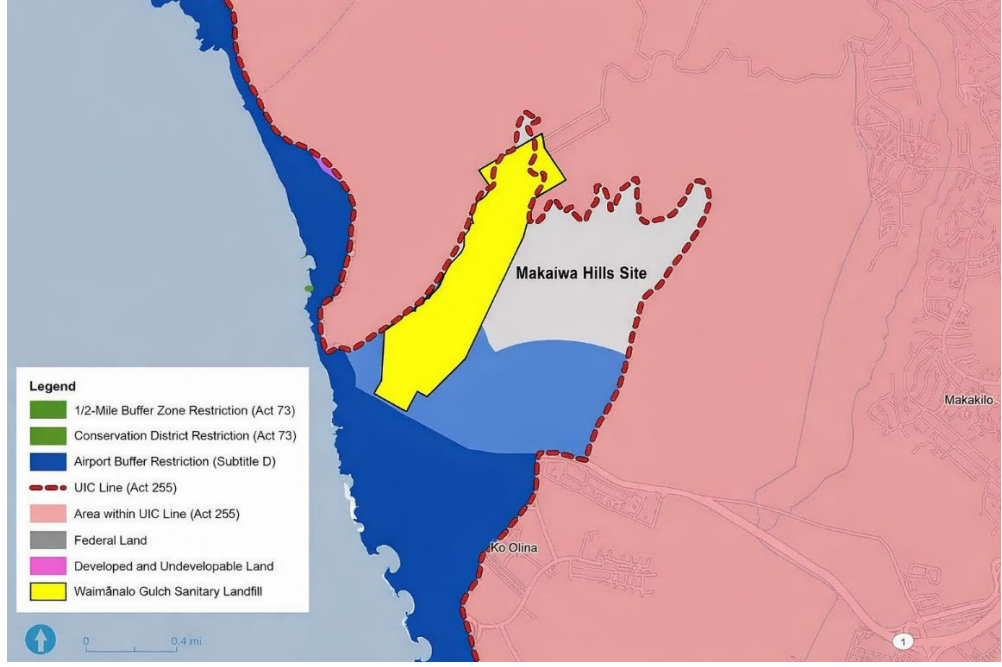 Makaiwa Hills Site
Makakilo
Ko Olina
Legend
1/2-Mile Buffer Zone Restriction (Act 73)
Conservation District Restriction (Act 73)
Airport Buffer Restriction (Subtitle D)
UIC Line (Act 255)
Area within UIC Line (Act 255)
Federal Land
Developed and Undevelopable Land
Waimănalo Gulch Sanitary Landfill
0 0.4 mi
1